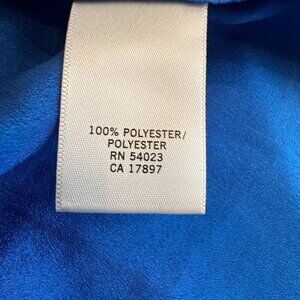 100% POLYESTER/
POLYESTER
RN 54023
CA 17897